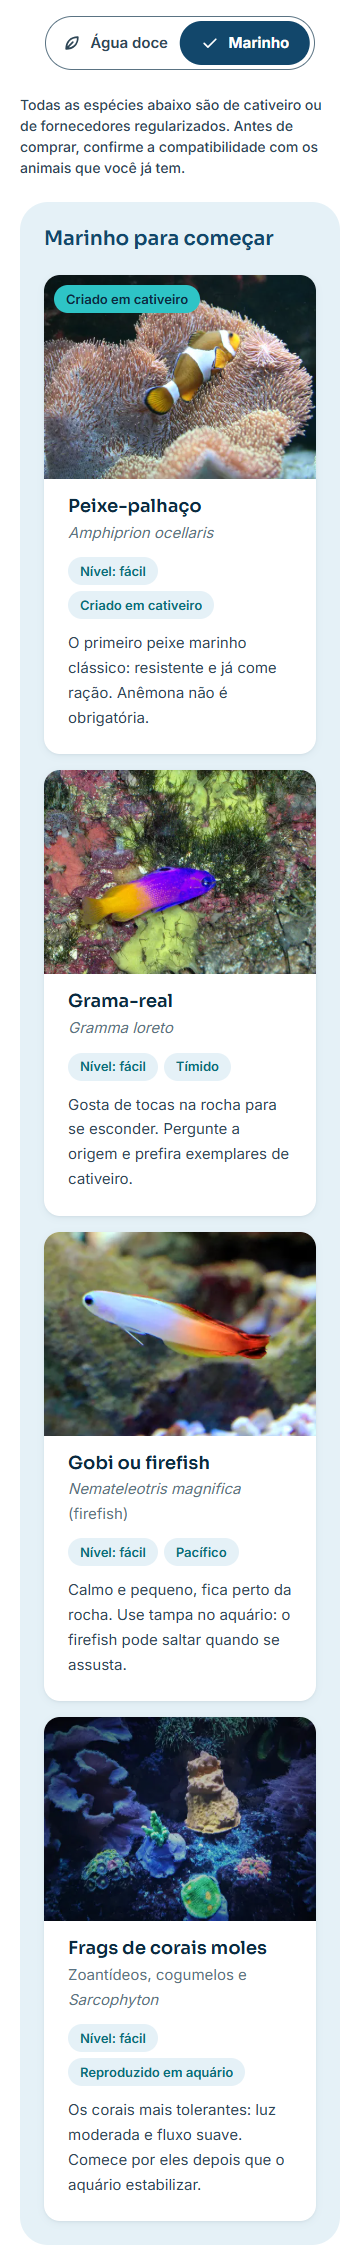 Água doce
Marinho
Todas as espécies abaixo são de cativeiro ou
de fornecedores regularizados. Antes de
comprar, confirme a compatibilidade com os
animais que você já tem.
Marinho para começar
Criado em cativeiro
Peixe-palhaço
Amphiprion ocellaris
Nível: fácil
Criado em cativeiro
O primeiro peixe marinho
clássico: resistente e já come
ração. Anêmona não é
obrigatória.
Grama-real
Gramma loreto
Nível: fácil
Tímido
Gosta de tocas na rocha para
se esconder. Pergunte a
origem e prefira exemplares de
cativeiro.
Gobi ou firefish
Nemateleotris magnifica
(firefish)
Nível: fácil
Pacífico
Calmo e pequeno, fica perto da
rocha. Use tampa no aquário: o
firefish pode saltar quando se
assusta.
Frags de corais moles
Zoantídeos, cogumelos e
Sarcophyton
Nível: fácil
Reproduzido em aquário
Os corais mais tolerantes: luz
moderada e fluxo suave.
Comece por eles depois que o
aquário estabilizar.